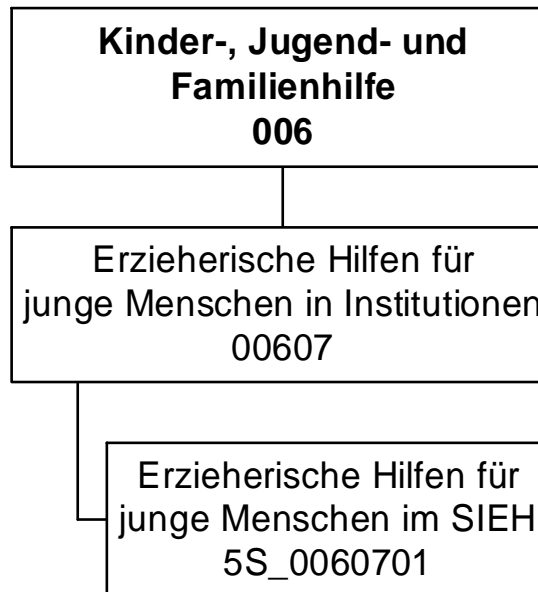 Kinder-, Jugend- und
Familienhilfe
006
Erzieherische Hilfen für
junge Menschen in Institutionen
00607
Erzieherische Hilfen für
junge Menschen im SIEH
5S_0060701